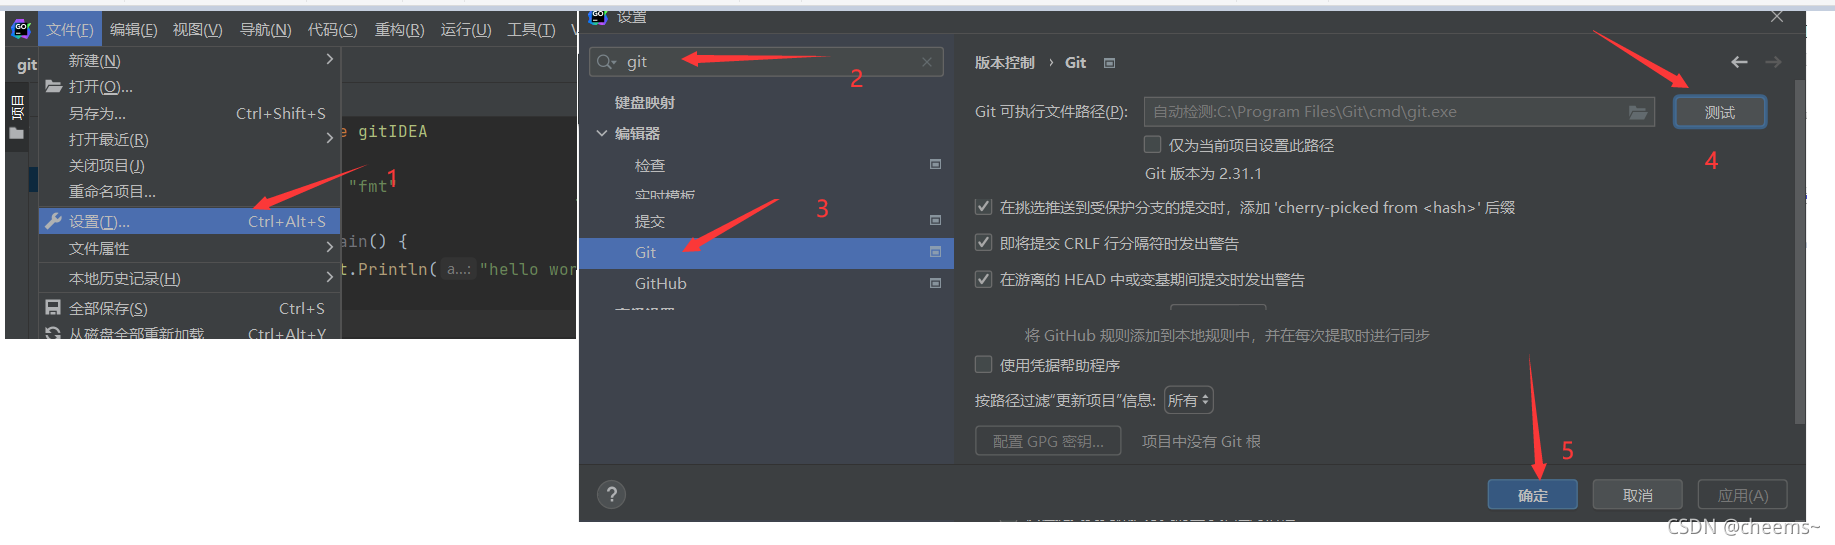 文件(F) 编辑(E) 视图(V) 导航(N) 代码(C) 重构(R) 运行(U) 工具(T)
git
项目
新建(N)
打开(O)...
另存为... Ctrl+Shift+S
打开最近(R)
关闭项目(J)
重命名项目...
设置(T)... Ctrl+Alt+S
文件属性
本地历史记录(H)
全部保存(S) Ctrl+S
从磁盘全部重新加载 Ctrl+Alt+Y
e gitIDEA
"fmt"
ain() {
t.Println( a...: "hello wor
1
设置
git
2
键盘映射
编辑器
检查
实时模板
提交
3
Git
GitHub
版本控制 › Git
Git 可执行文件路径(P): 自动检测:C:\Program Files\Git\cmd\git.exe 测试
仅为当前项目设置此路径
4
Git 版本为 2.31.1
在挑选推送到受保护分支的提交时，添加 'cherry-picked from <hash>' 后缀
即将提交 CRLF 行分隔符时发出警告
在游离的 HEAD 中或变基期间提交时发出警告
将 GitHub 规则添加到本地规则中，并在每次提取时进行同步
使用凭据帮助程序
按路径过滤"更新项目"信息: 所有
配置 GPG 密钥... 项目中没有 Git 根
5
? 确定 取消 应用(A)
CSDN @cheems~